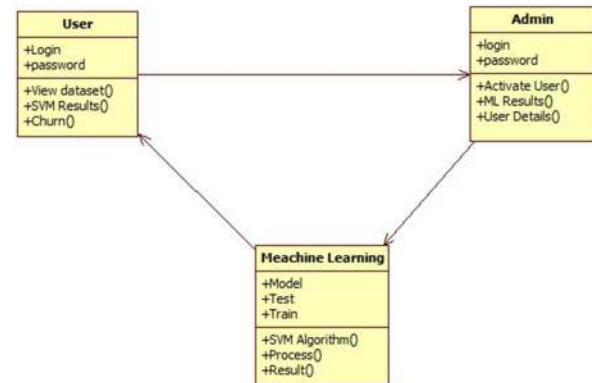 User
+Login
+password
+View dataset()
+SVM Results()
+Churn()
Admin
+login
+password
+Activate User()
+ML Results()
+User Details()
Meachine Learning
+Model
+Test
+Train
+SVM Algorithm()
+Process()
+Result()